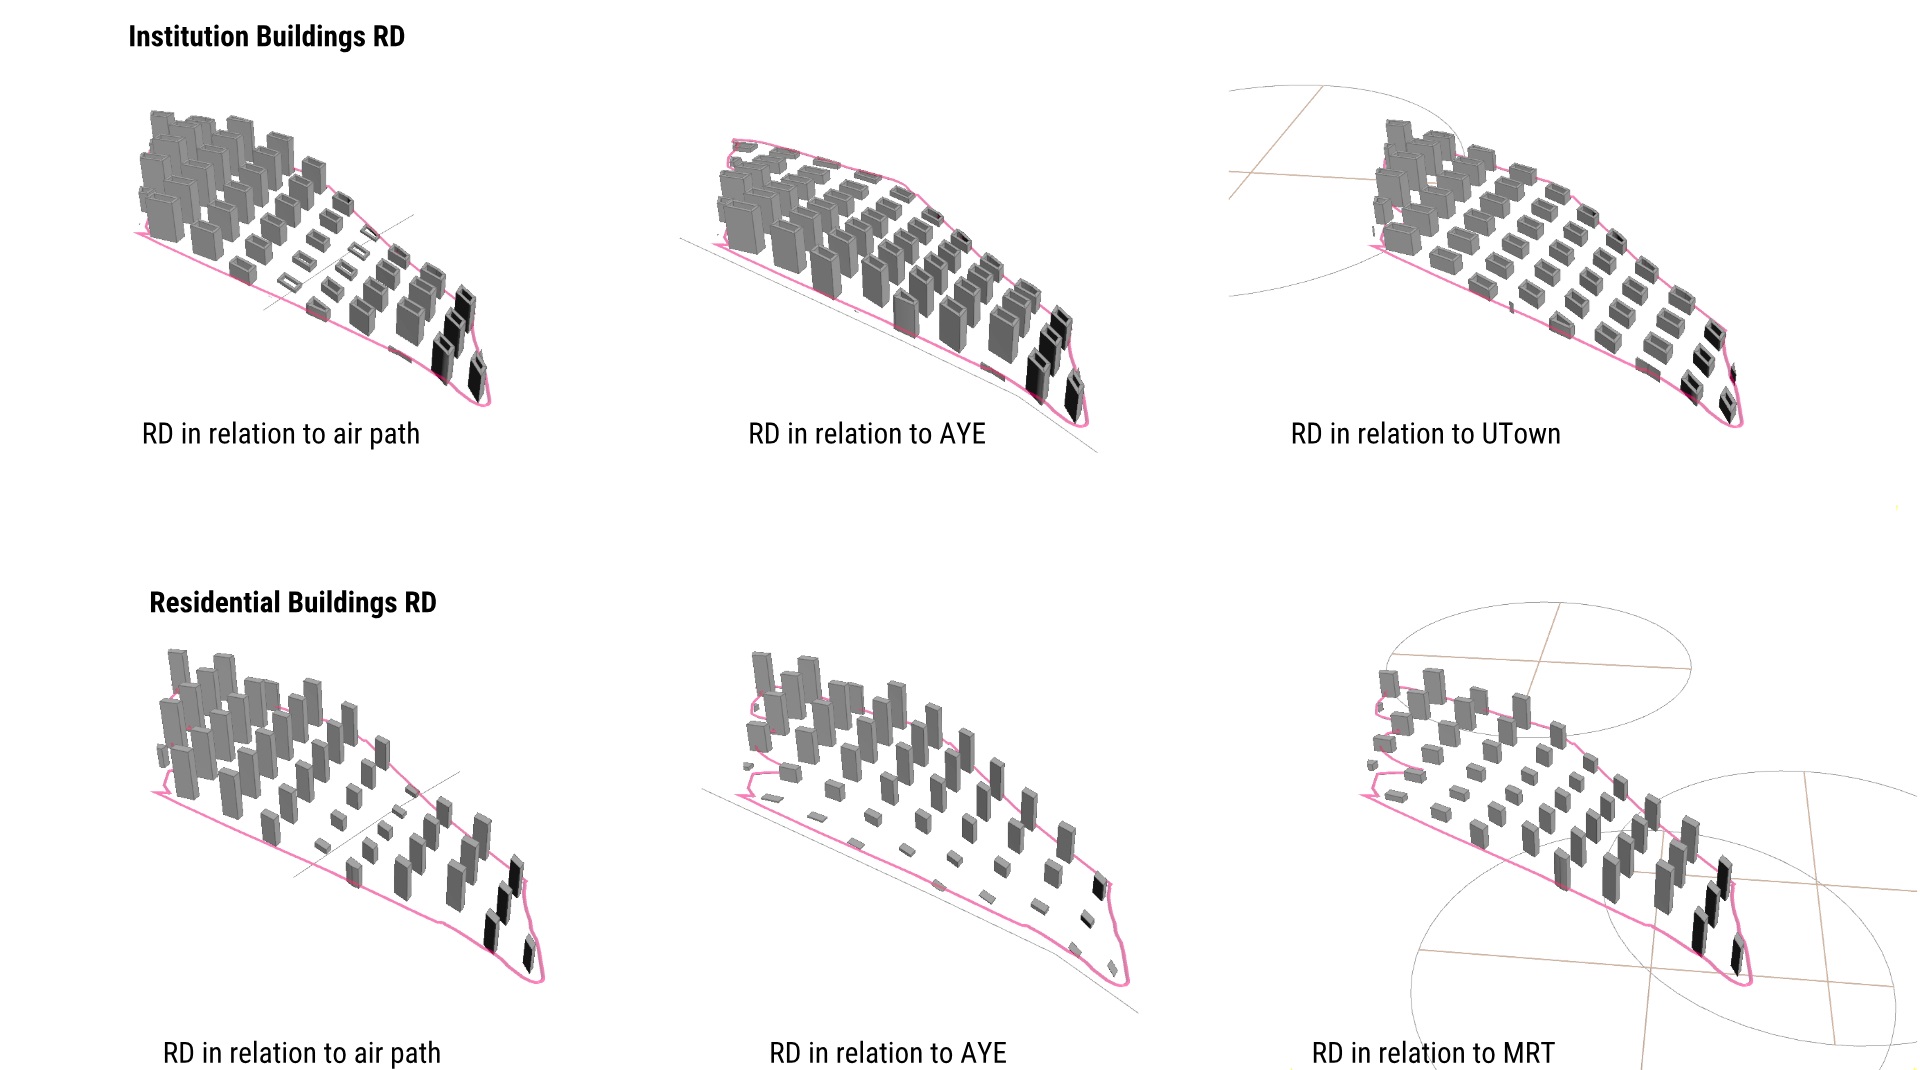 Institution Buildings RD
RD in relation to air path
RD in relation to AYE
RD in relation to UTown
Residential Buildings RD
RD in relation to air path
RD in relation to AYE
RD in relation to MRT